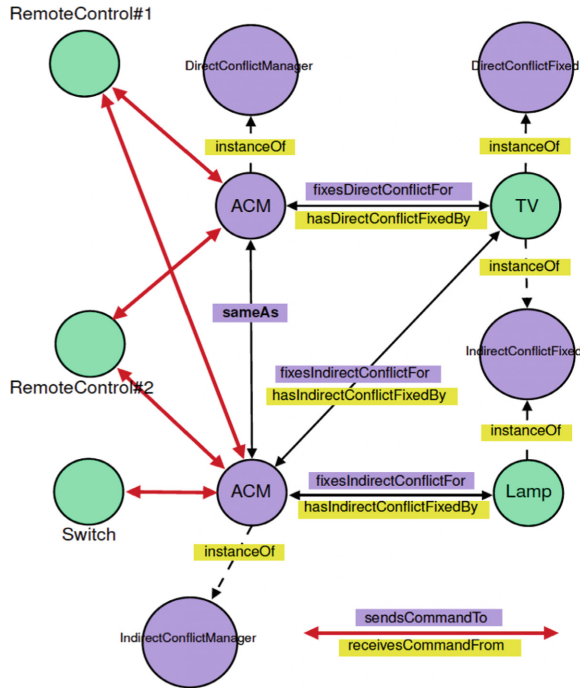 RemoteControl#1
DirectConflictManager
DirectConflictFixed
instanceOf
instanceOf
ACM
fixesDirectConflictFor
hasDirectConflictFixedBy
TV
instanceOf
sameAs
RemoteControl#2
fixesIndirectConflictFor
hasIndirectConflictFixedBy
IndirectConflictFixed
instanceOf
Switch
ACM
fixesIndirectConflictFor
hasIndirectConflictFixedBy
Lamp
instanceOf
IndirectConflictManager
sendsCommandTo
receivesCommandFrom